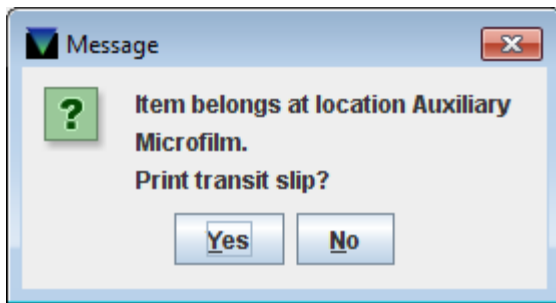 Message
Item belongs at location Auxiliary
Microfilm.
Print transit slip?
Yes No